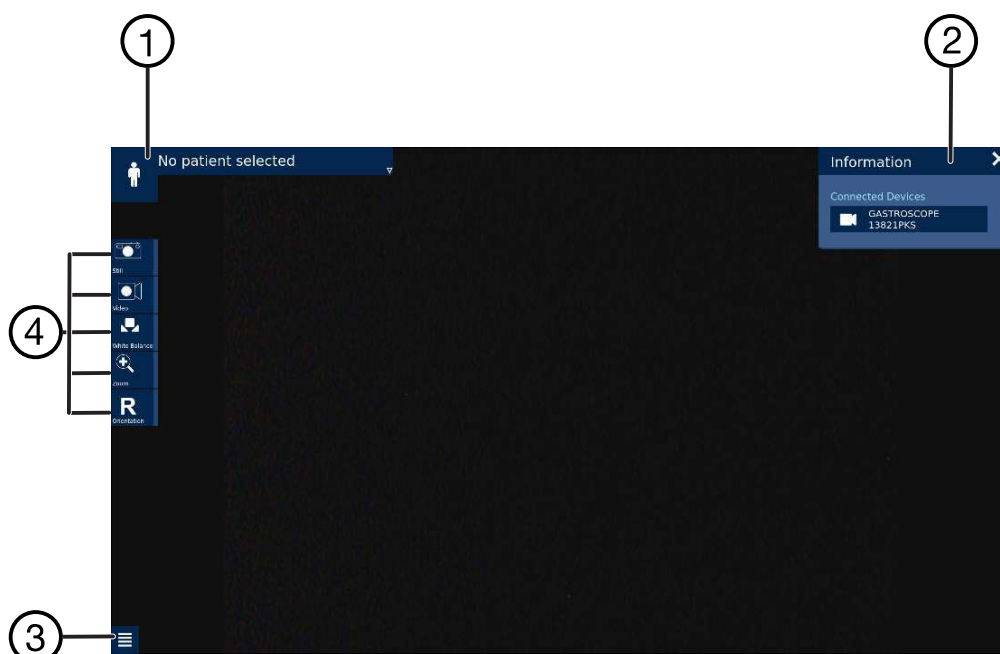 1
2
No patient selected
Information
Connected Devices
GASTROSCOPE
13821PKS
Still
Video
White Balance
Zoom
R
Orientation
4
3